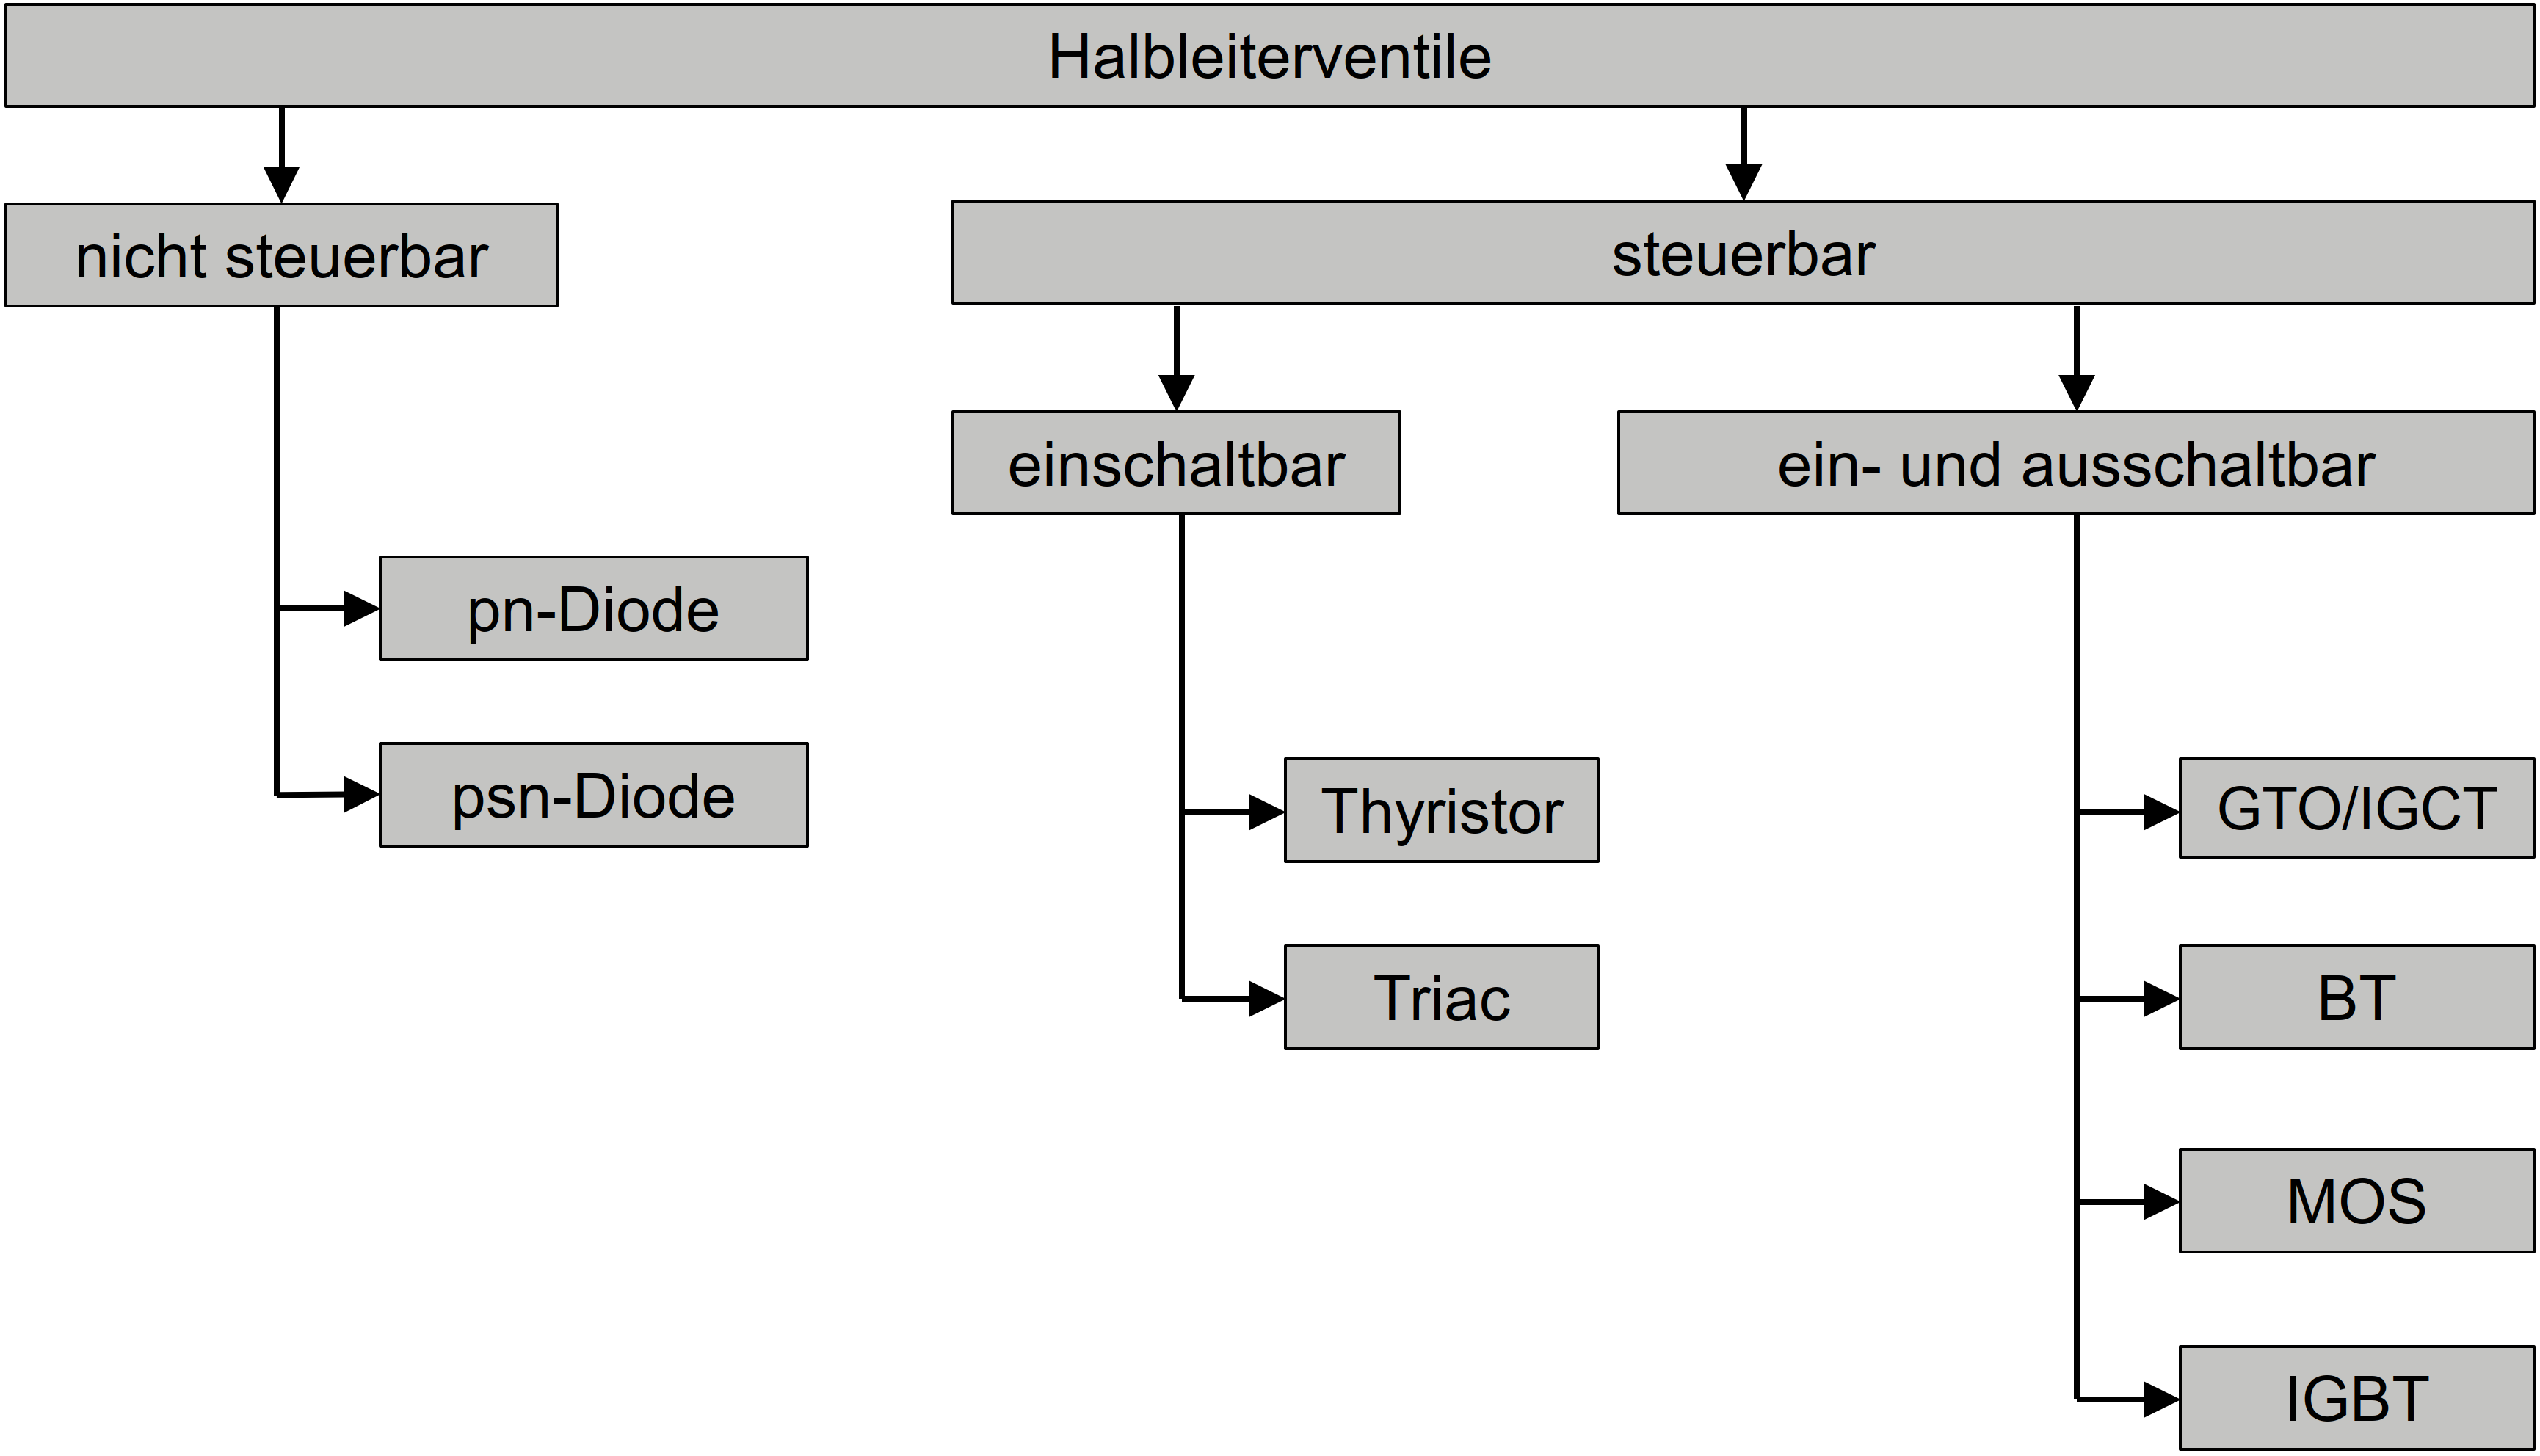 Halbleiterventile
nicht steuerbar
steuerbar
einschaltbar
ein- und ausschaltbar
pn-Diode
psn-Diode
Thyristor
Triac
GTO/IGCT
BT
MOS
IGBT